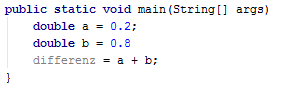 public static void main(String[] args)
double a = 0.2;
double b = 0.8
differenz = a + b;
}